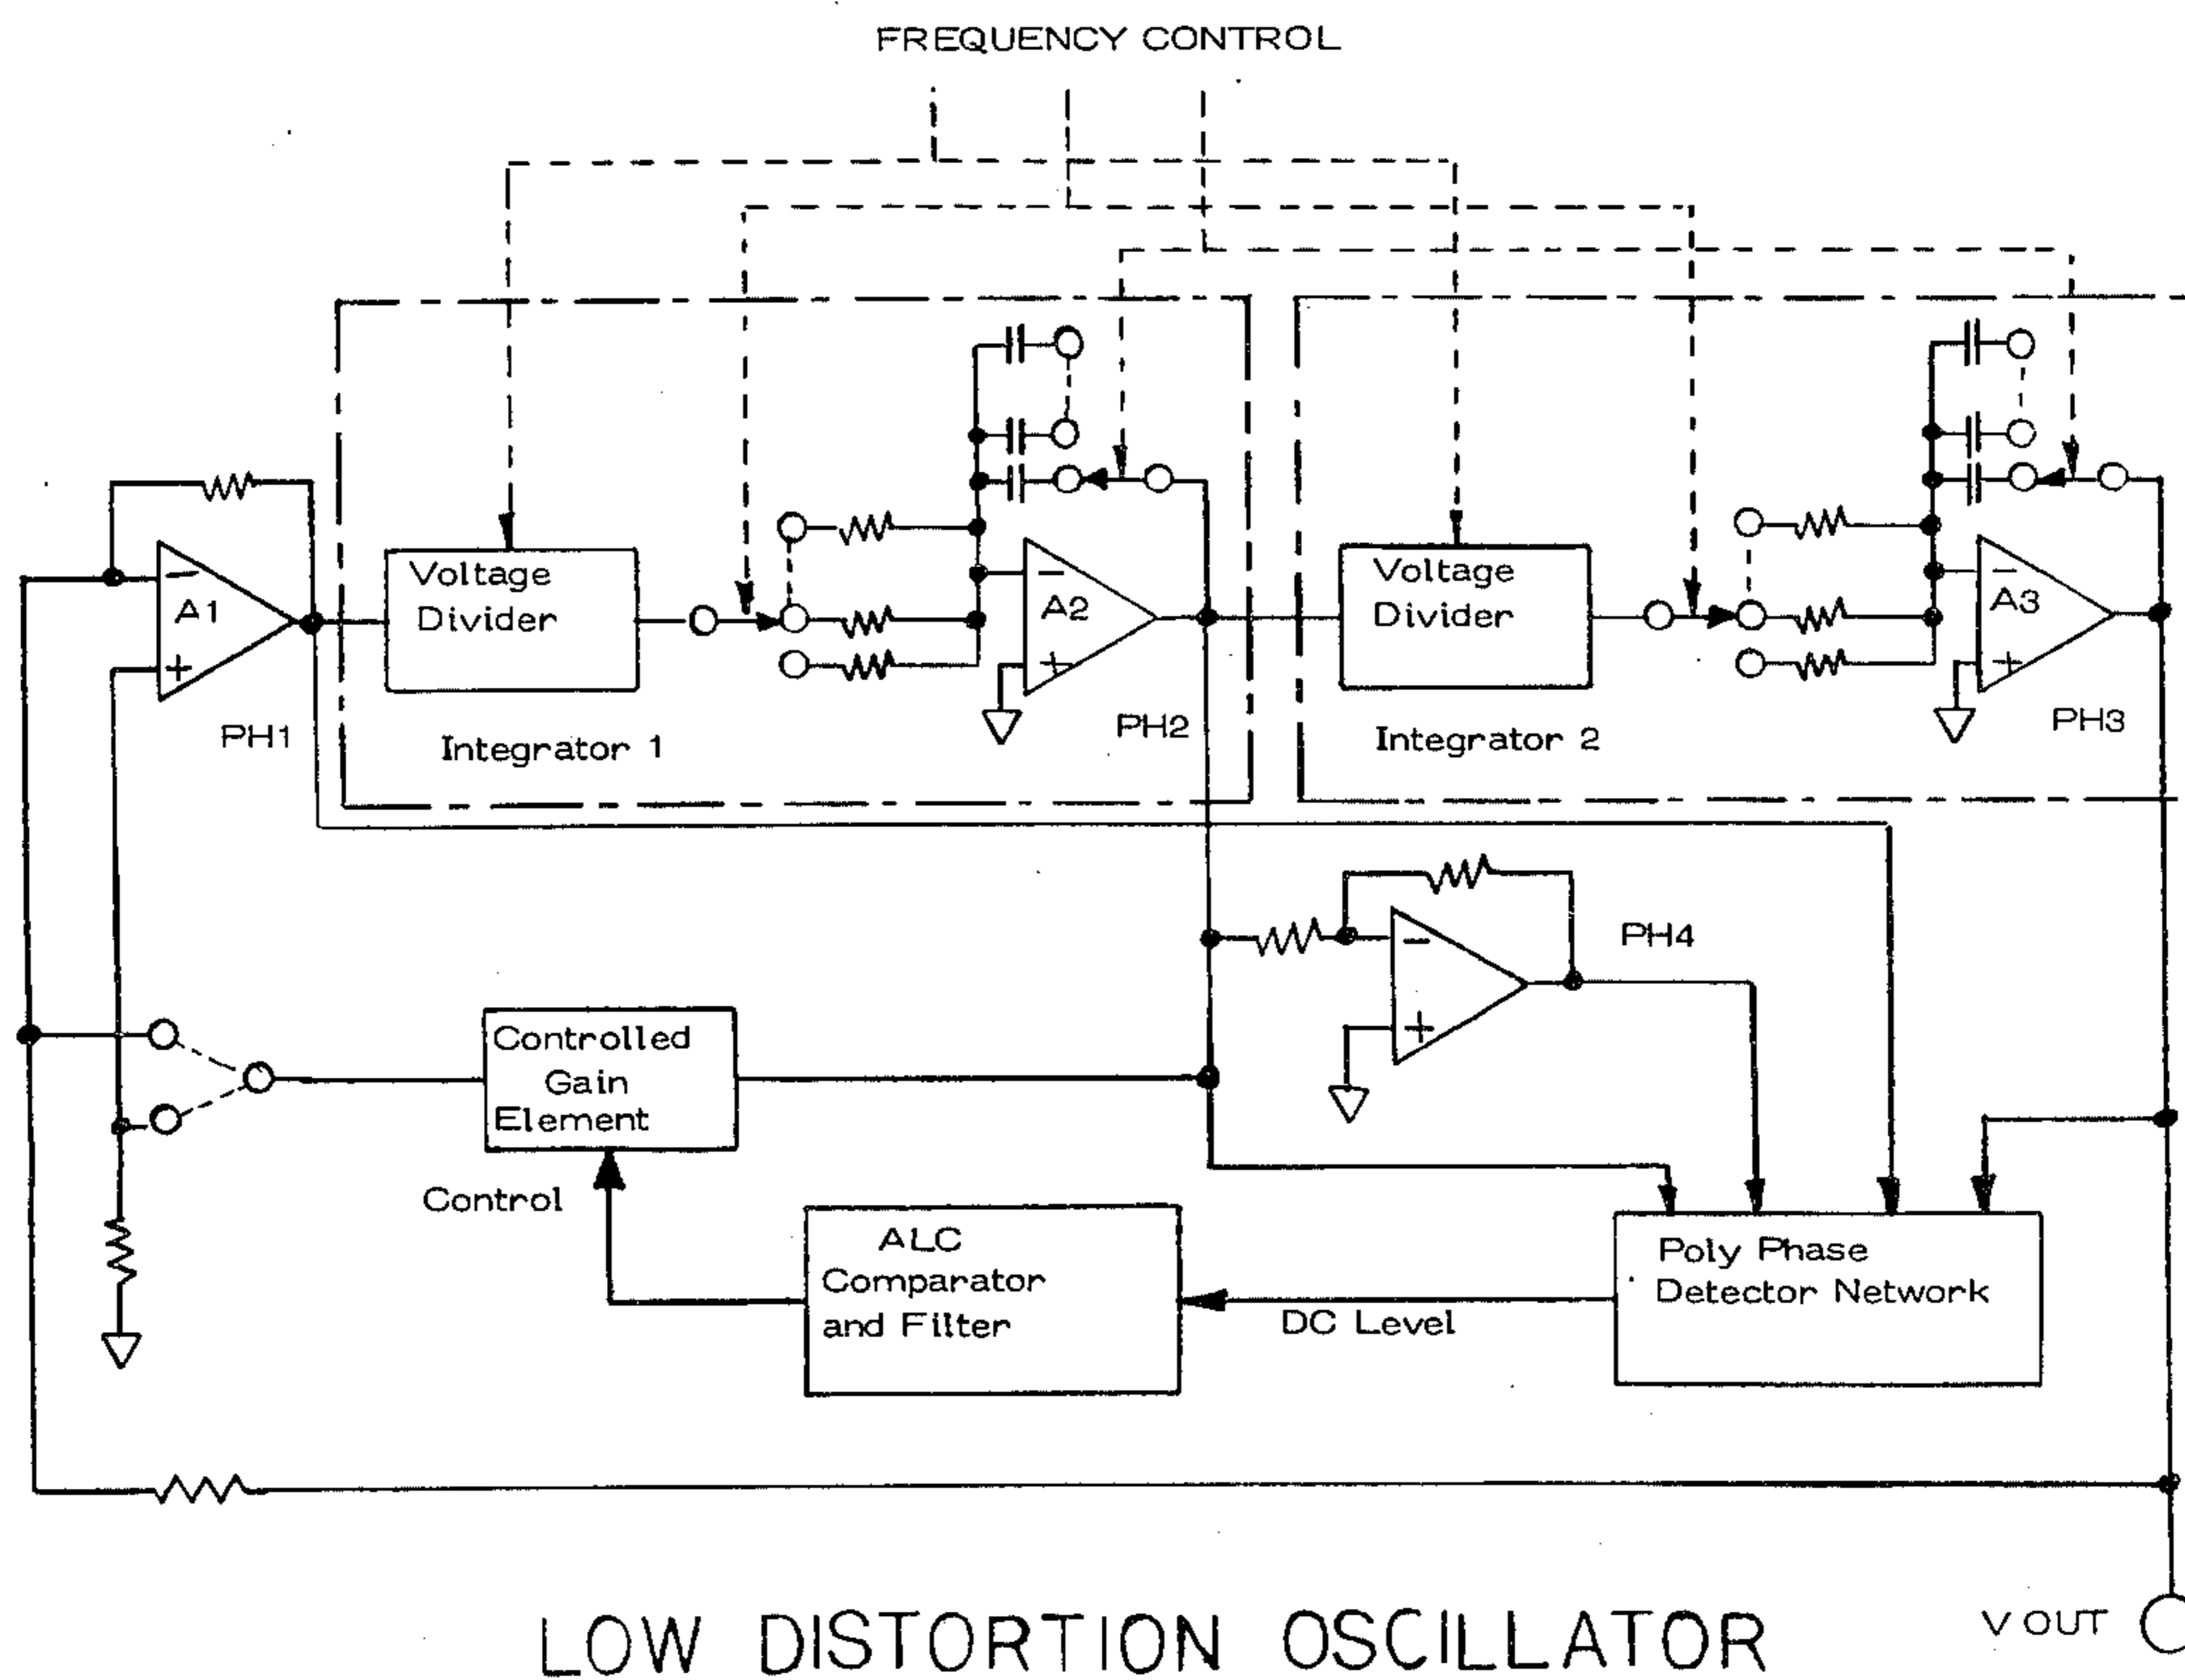 FREQUENCY CONTROL
Voltage
Divider
A1
−
+
PH1
Integrator 1
A2
−
+
PH2
Voltage
Divider
Integrator 2
A3
−
+
PH3
−
+
PH4
Controlled
Gain
Element
Control
ALC
Comparator
and Filter
DC Level
Poly Phase
Detector Network
LOW DISTORTION OSCILLATOR
V OUT